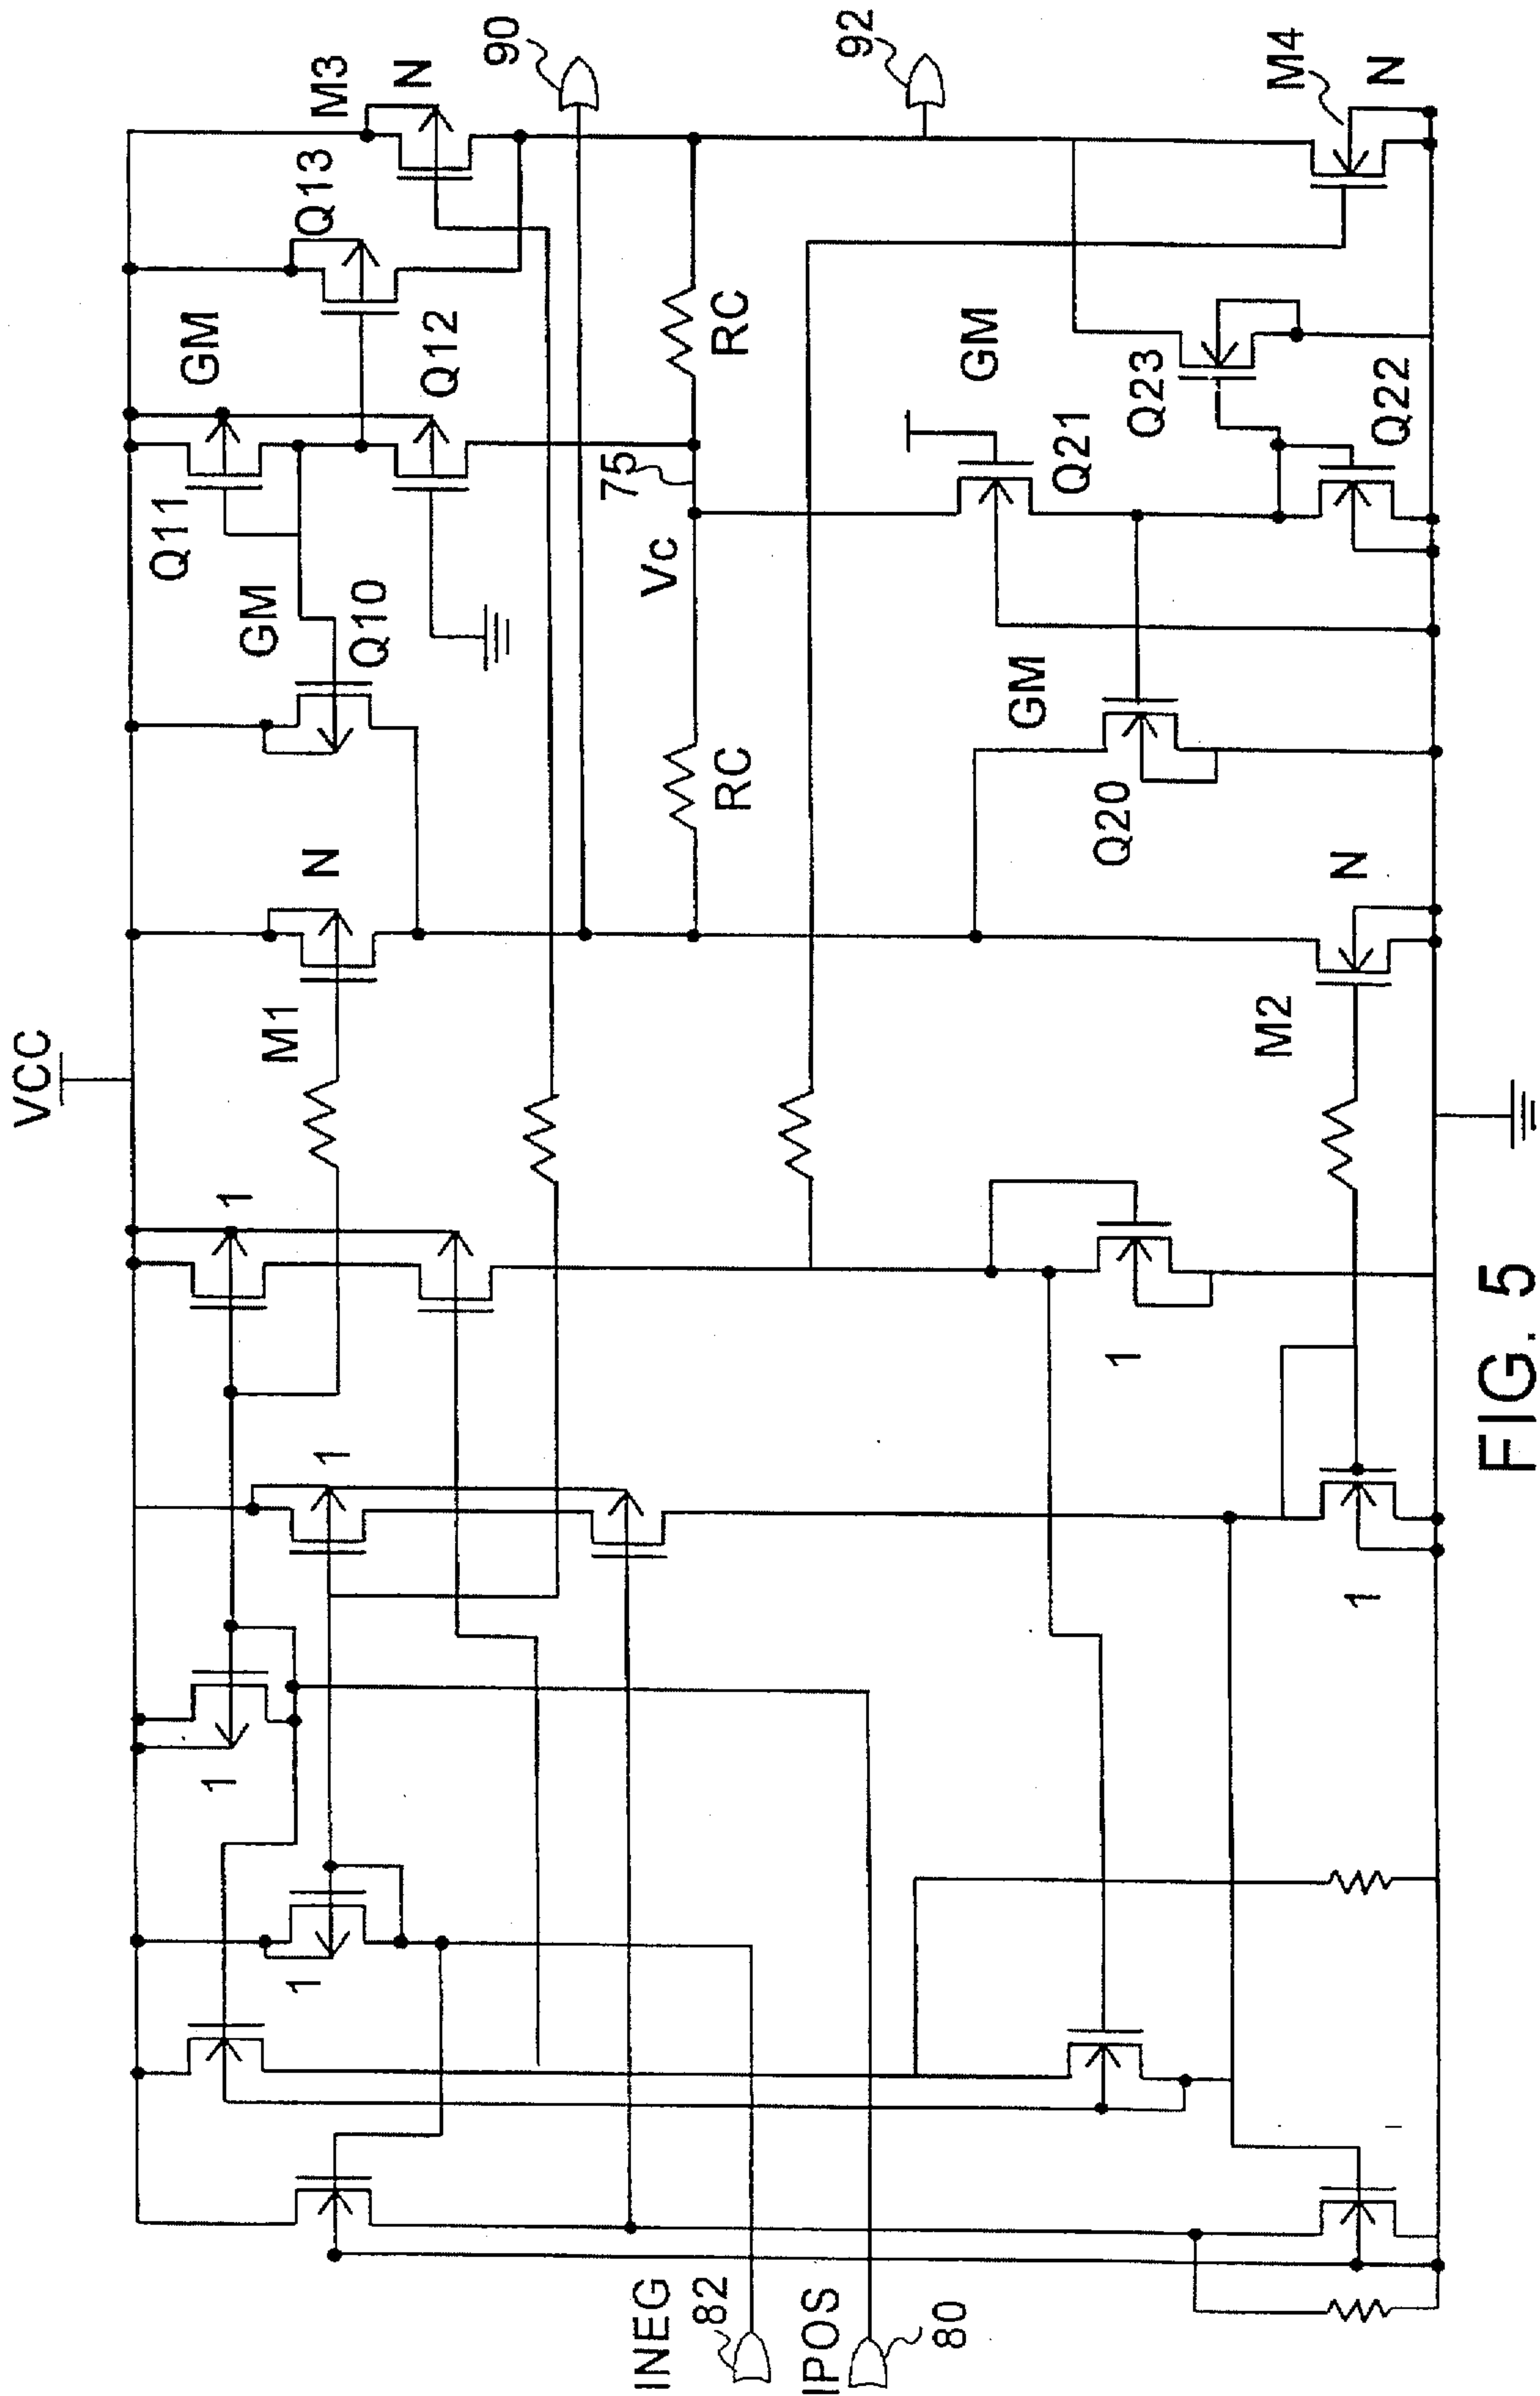 VCC
M3
N
90
92
M4
N
Q13
GM
Q12
Q11
GM
Q10
75
Vc
RC
RC
GM
Q21
Q23
Q22
GM
Q20
N
N
M1
M2
1
1
1
1
1
1
INEG
82
IPOS
80
FIG. 5